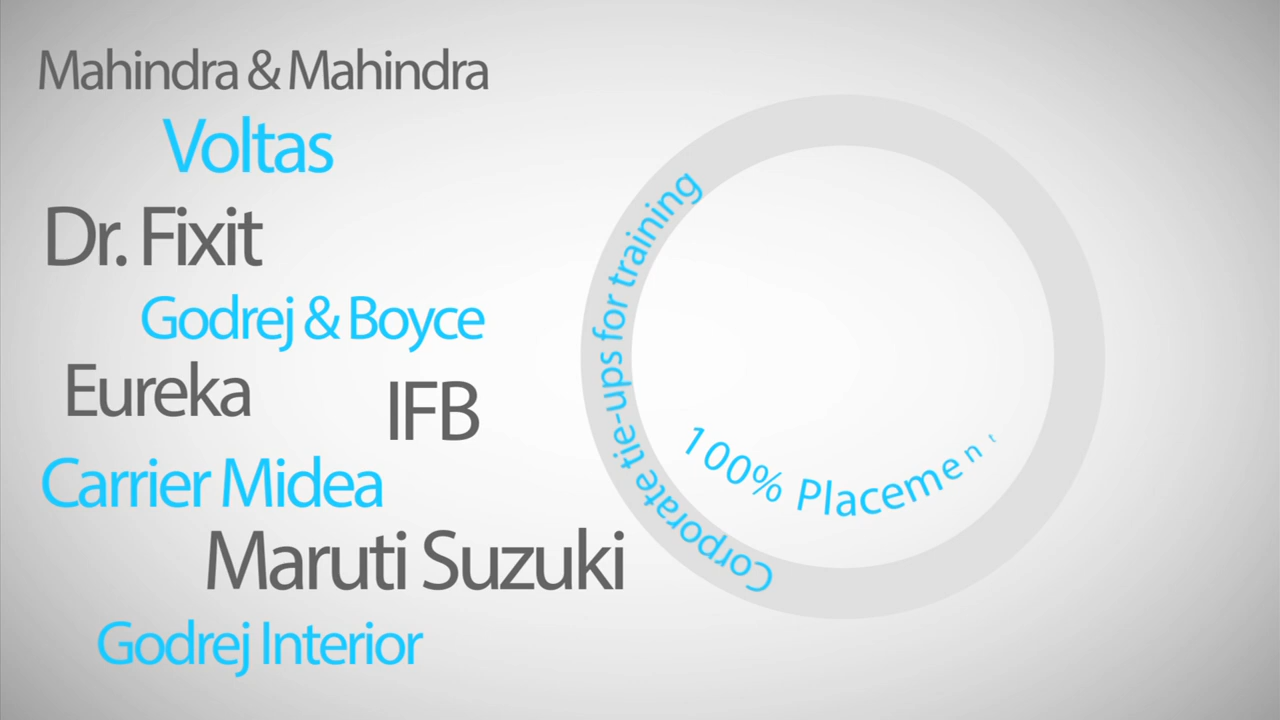 Mahindra & Mahindra
Voltas
Dr. Fixit
Godrej & Boyce
Eureka
IFB
Carrier Midea
Maruti Suzuki
Godrej Interior
Corporate tie-ups for training
100% Placement